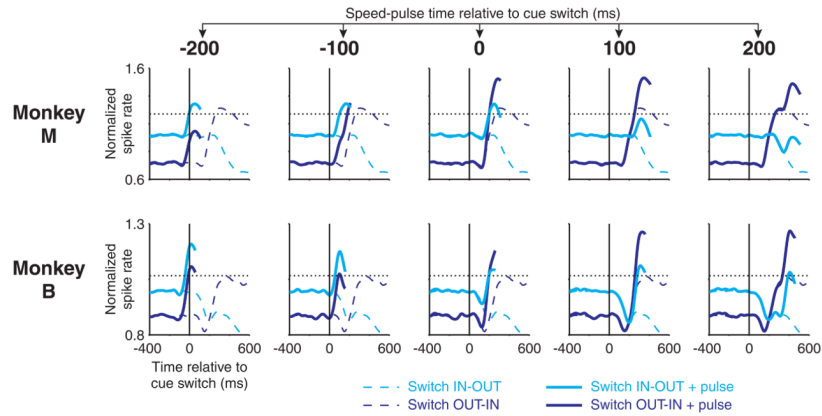 Speed-pulse time relative to cue switch (ms)
-200 -100 0 100 200
Monkey M
Normalized spike rate
1.6
0.6
Monkey B
Normalized spike rate
1.3
0.8
-400 0 600 -400 0 600 -400 0 600 -400 0 600 -400 0 600
Time relative to
cue switch (ms)
Switch IN-OUT Switch IN-OUT + pulse
Switch OUT-IN Switch OUT-IN + pulse